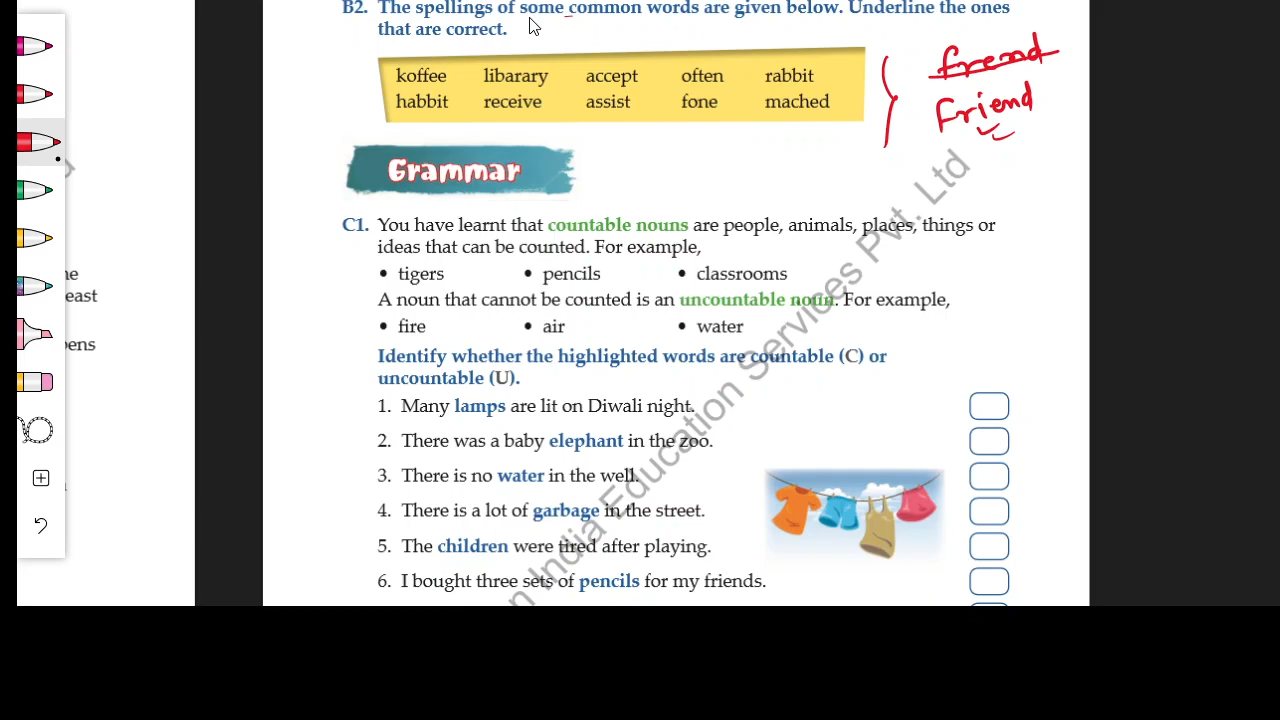 B2. The spellings of some common words are given below. Underline the ones
that are correct.
koffee libarary accept often rabbit
habbit receive assist fone mached
frend
Friend
Grammar
C1. You have learnt that countable nouns are people, animals, places, things or
ideas that can be counted. For example,
• tigers • pencils • classrooms
A noun that cannot be counted is an uncountable noun. For example,
• fire • air • water
Identify whether the highlighted words are countable (C) or
uncountable (U).
1. Many lamps are lit on Diwali night.
2. There was a baby elephant in the zoo.
3. There is no water in the well.
4. There is a lot of garbage in the street.
5. The children were tired after playing.
6. I bought three sets of pencils for my friends.
east
India Education Services Pvt. Ltd